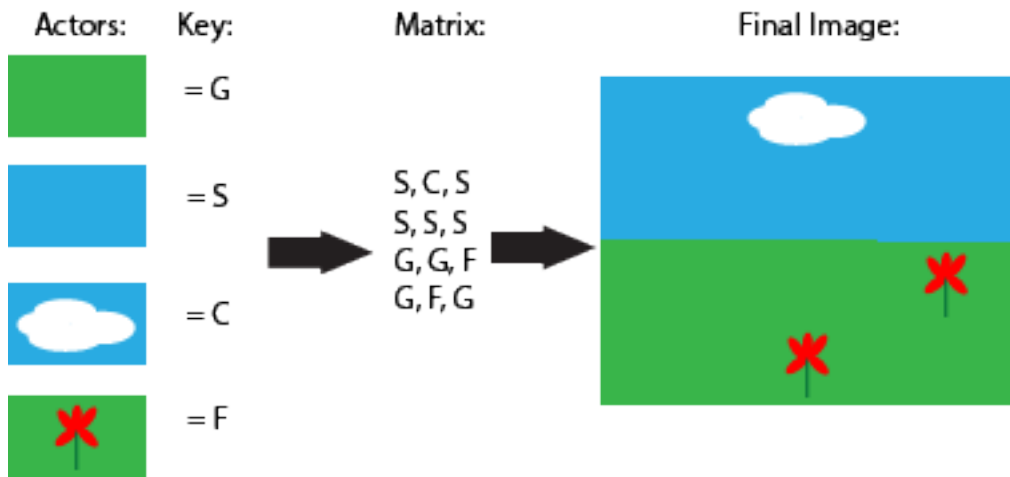 Actors: Key: Matrix: Final Image:
= G
= S
= C
= F
S, C, S
S, S, S
G, G, F
G, F, G